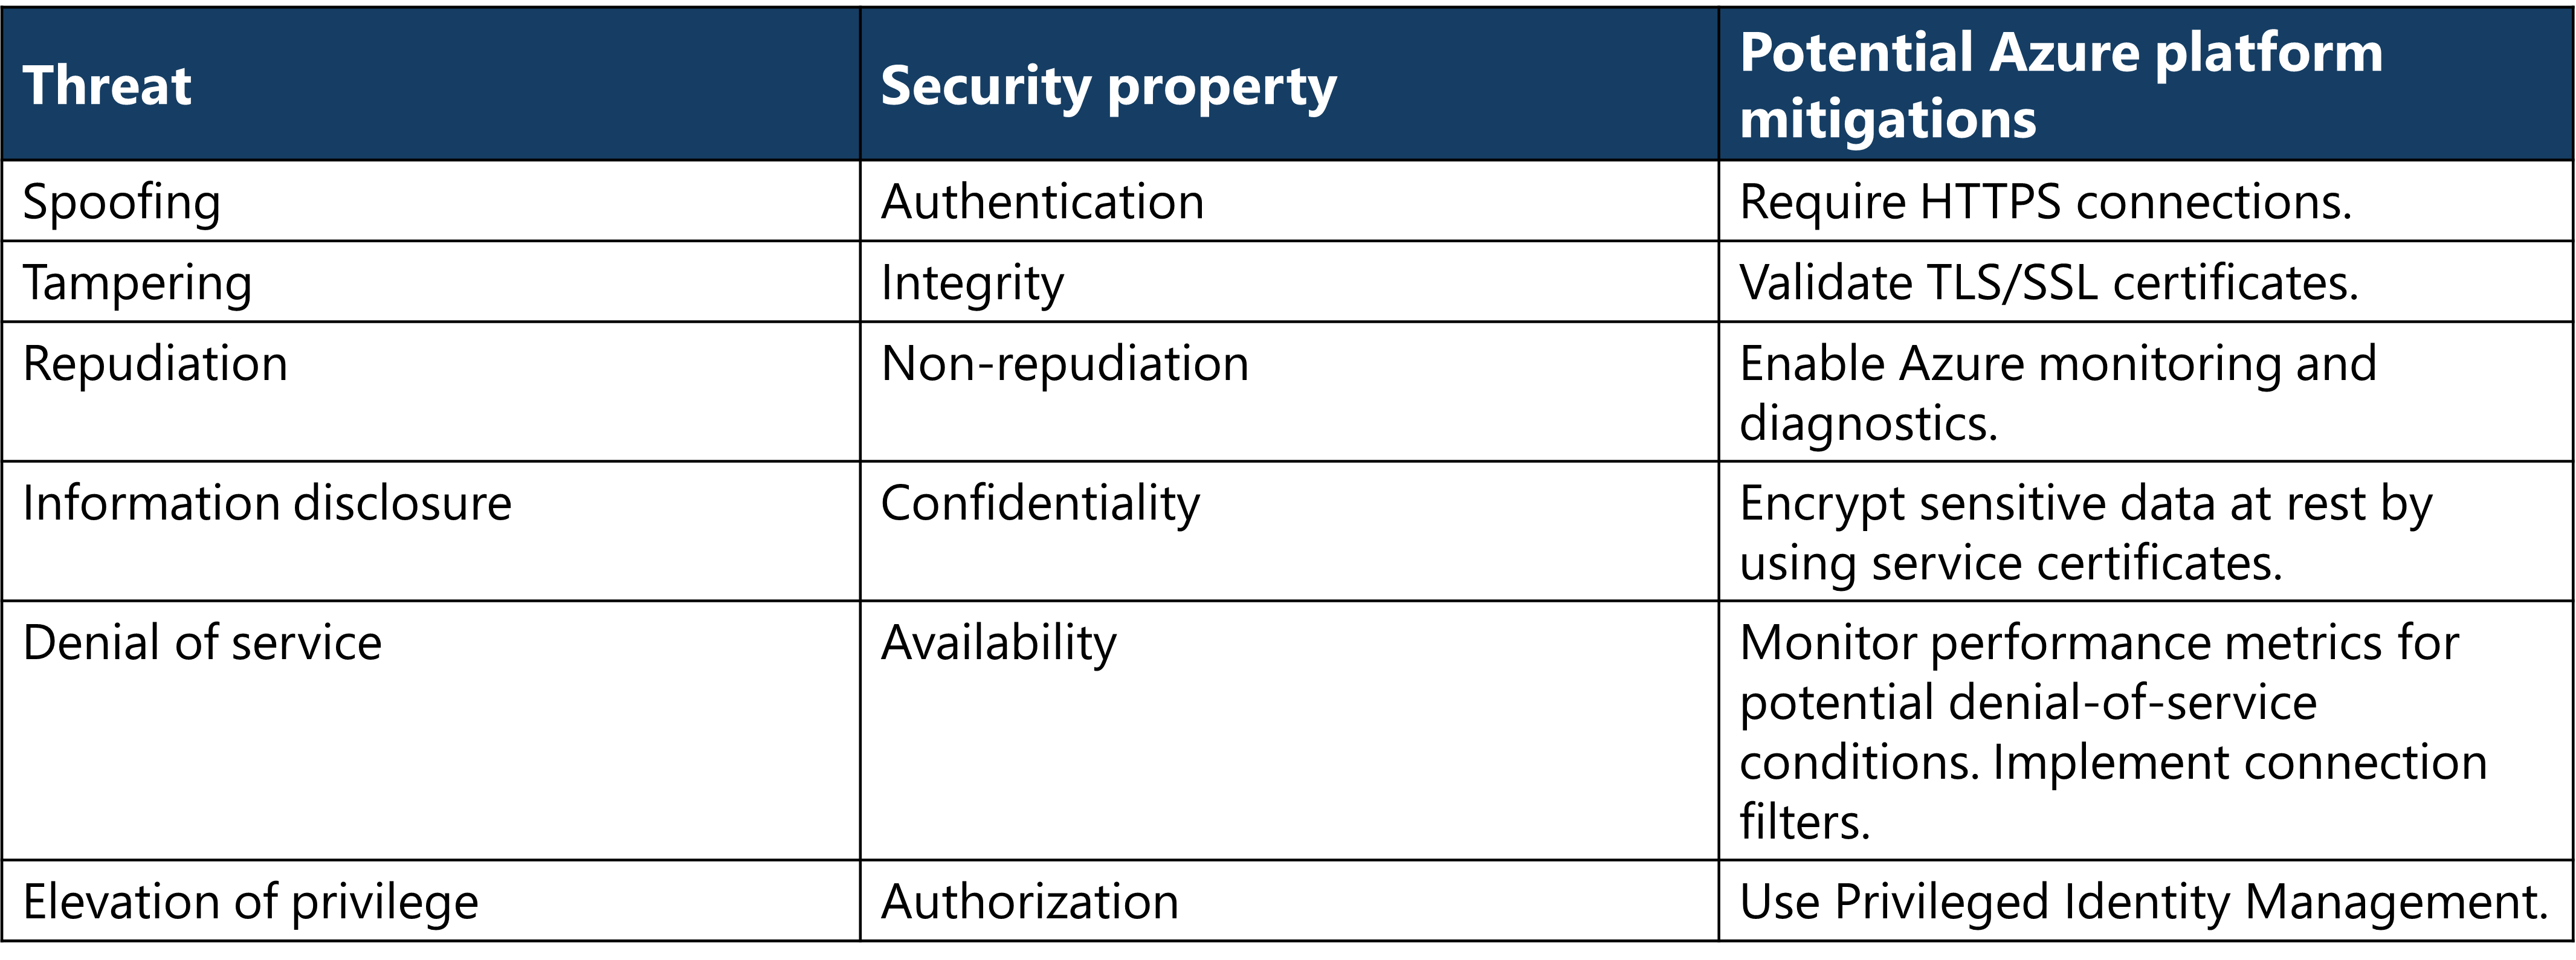 Threat
Security property
Potential Azure platform
mitigations
Spoofing
Authentication
Require HTTPS connections.
Tampering
Integrity
Validate TLS/SSL certificates.
Repudiation
Non-repudiation
Enable Azure monitoring and
diagnostics.
Information disclosure
Confidentiality
Encrypt sensitive data at rest by
using service certificates.
Denial of service
Availability
Monitor performance metrics for
potential denial-of-service
conditions. Implement connection
filters.
Elevation of privilege
Authorization
Use Privileged Identity Management.